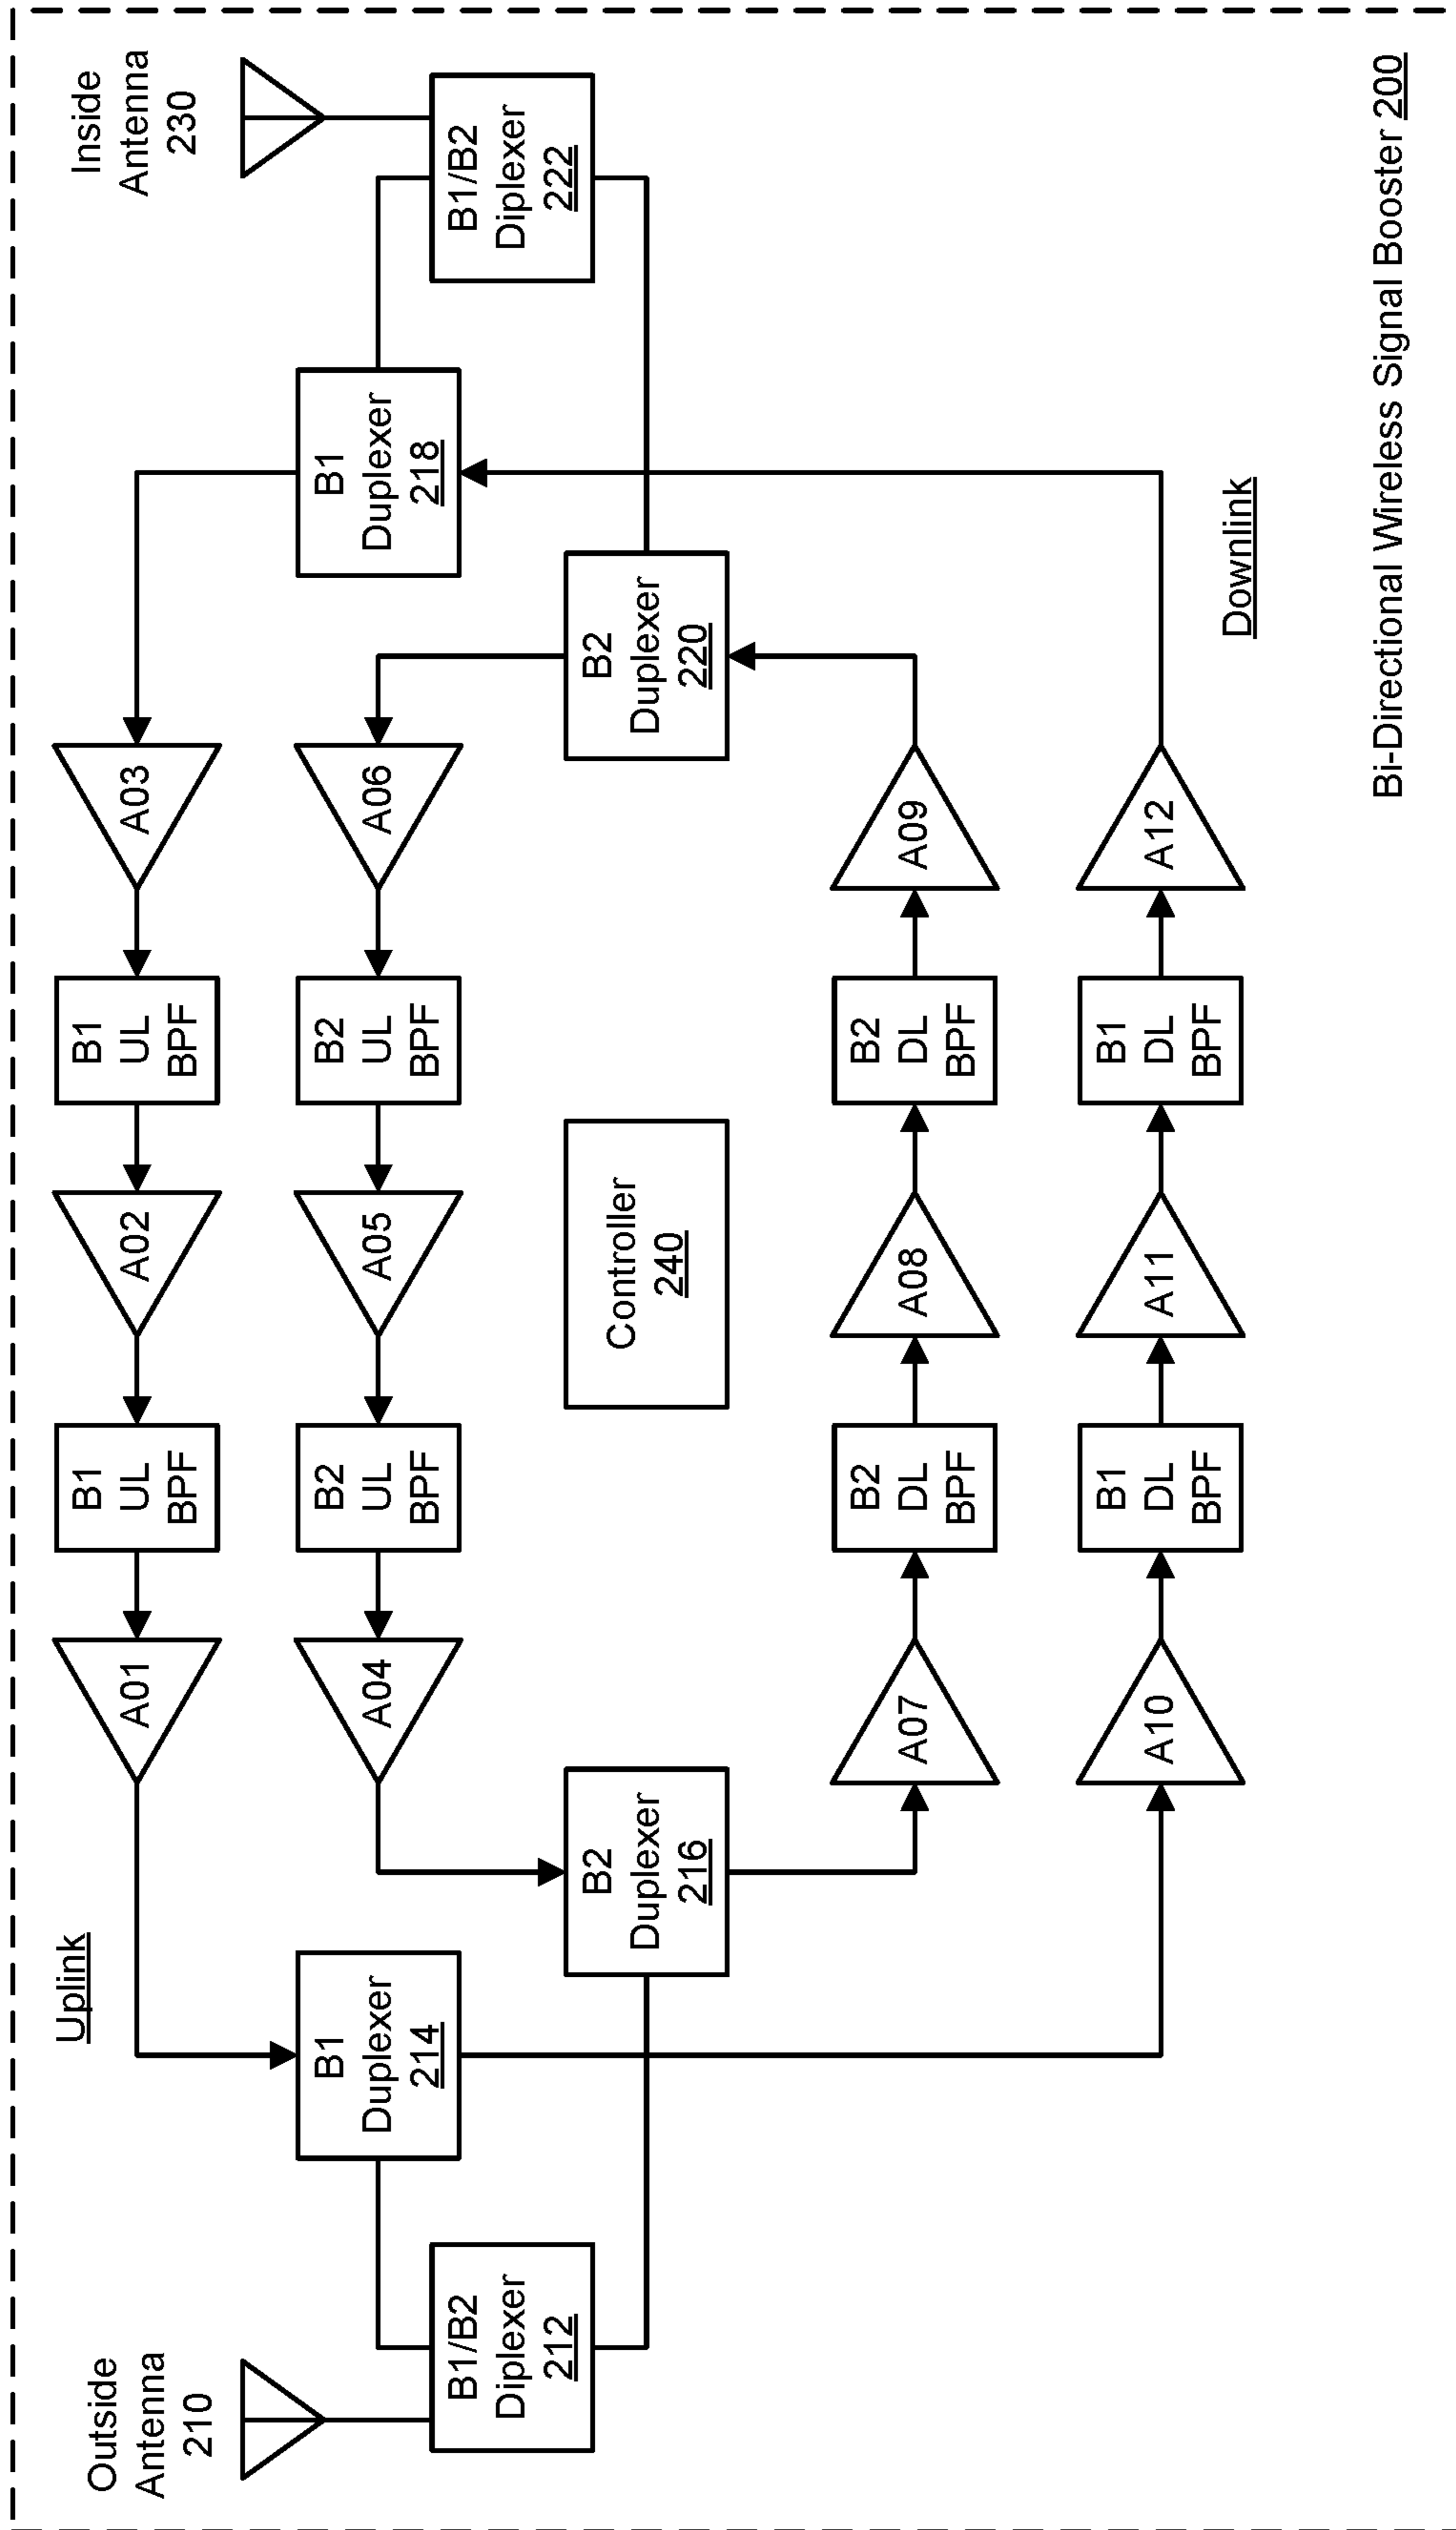 Outside
Antenna
210
Uplink
Inside
Antenna
230
A01
B1
UL
BPF
A02
B1
UL
BPF
A03
B1
Duplexer
214
A04
B2
UL
BPF
A05
B2
UL
BPF
A06
B1
Duplexer
218
B1/B2
Diplexer
212
B1/B2
Diplexer
222
B2
Duplexer
216
Controller
240
B2
Duplexer
220
A07
B2
DL
BPF
A08
B2
DL
BPF
A09
A10
B1
DL
BPF
A11
B1
DL
BPF
A12
Downlink
Bi-Directional Wireless Signal Booster 200